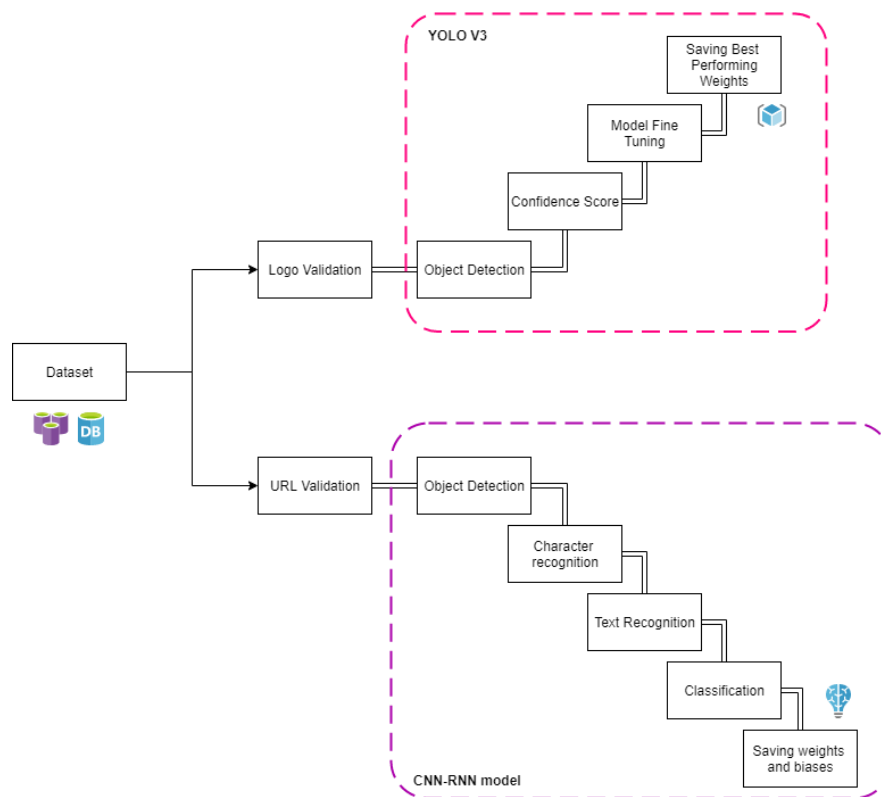 YOLO V3
Saving Best
Performing
Weights
Model Fine
Tuning
Confidence Score
Logo Validation
Object Detection
Dataset
DB
URL Validation
Object Detection
Character
recognition
Text Recognition
Classification
Saving weights
and biases
CNN-RNN model